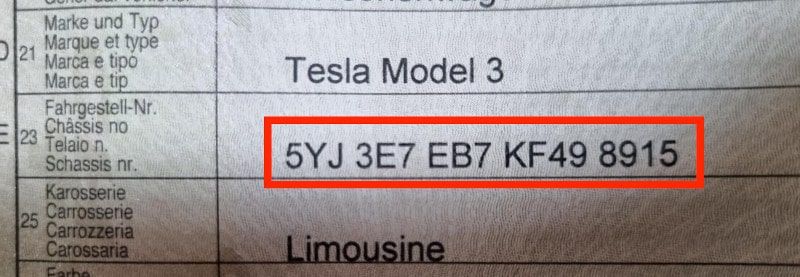 21
Marke und Typ
Marque et type
Marca e tipo
Marca e tip
Tesla Model 3
E
23
Fahrgestell-Nr.
Châssis no
Telaio n.
Schassis nr.
5YJ 3E7 EB7 KF49 8915
25
Karosserie
Carrosserie
Carrozzeria
Carossaria
Limousine
Farbe